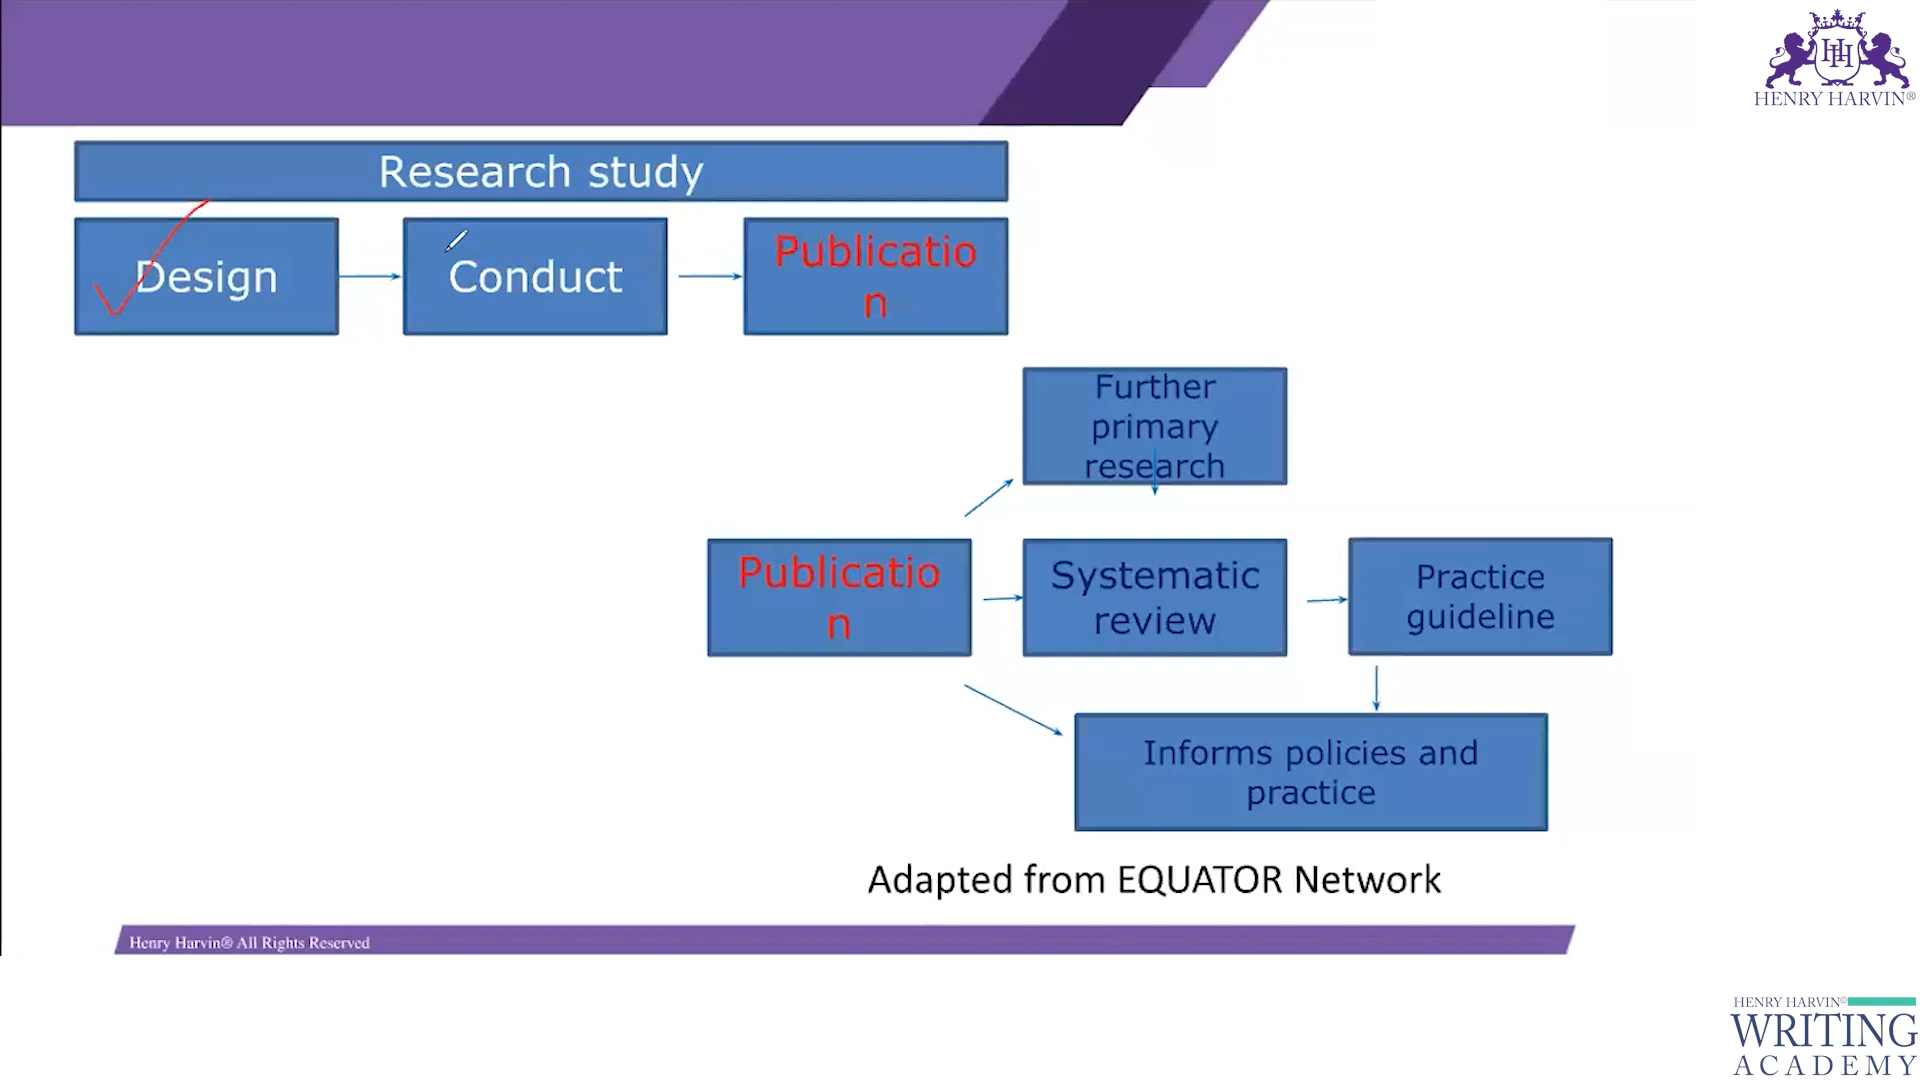 HENRY HARVIN®
Research study
Design
Conduct
Publicatio
n
Further
primary
research
Publicatio
n
Systematic
review
Practice
guideline
Informs policies and
practice
Adapted from EQUATOR Network
Henry Harvin® All Rights Reserved
HENRY HARVIN®
WRITING
ACADEMY